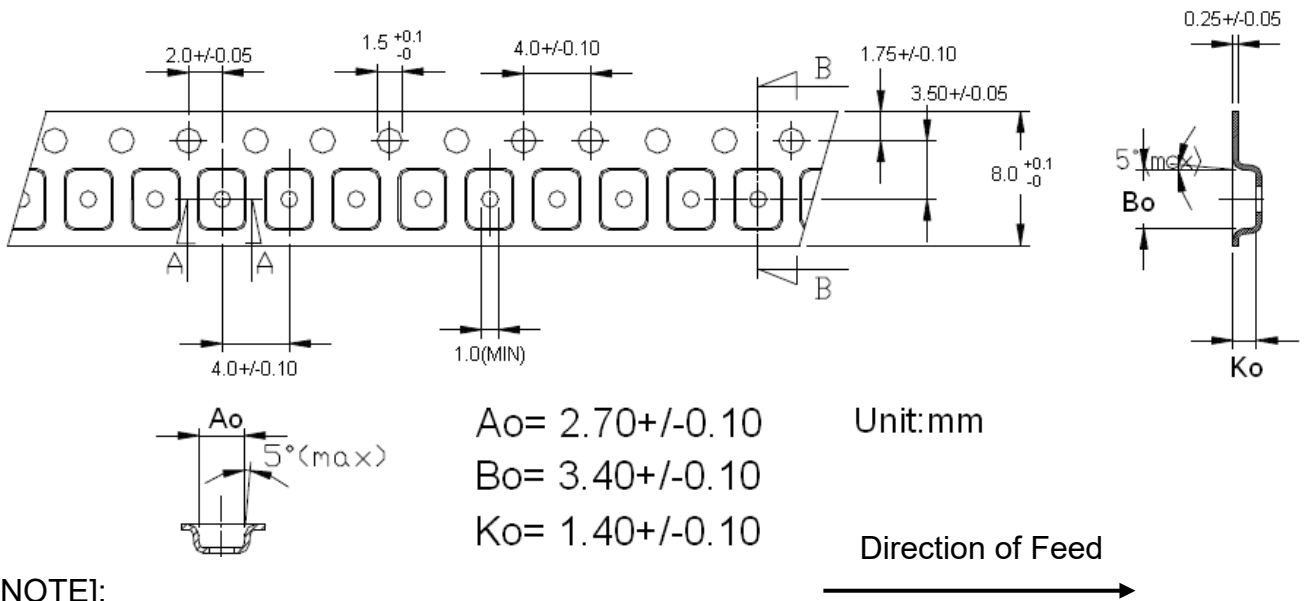 0.25+/-0.05
2.0+/-0.05
1.5 +0.1 -0
4.0+/-0.10
1.75+/-0.10
B
3.50+/-0.05
8.0 +0.1 -0
5°(max)
Bo
A
A
B
1.0(MIN)
4.0+/-0.10
Ko
Ao
5°(max)
Ao= 2.70+/-0.10
Unit:mm
Bo= 3.40+/-0.10
Ko= 1.40+/-0.10
Direction of Feed
NOTE]: